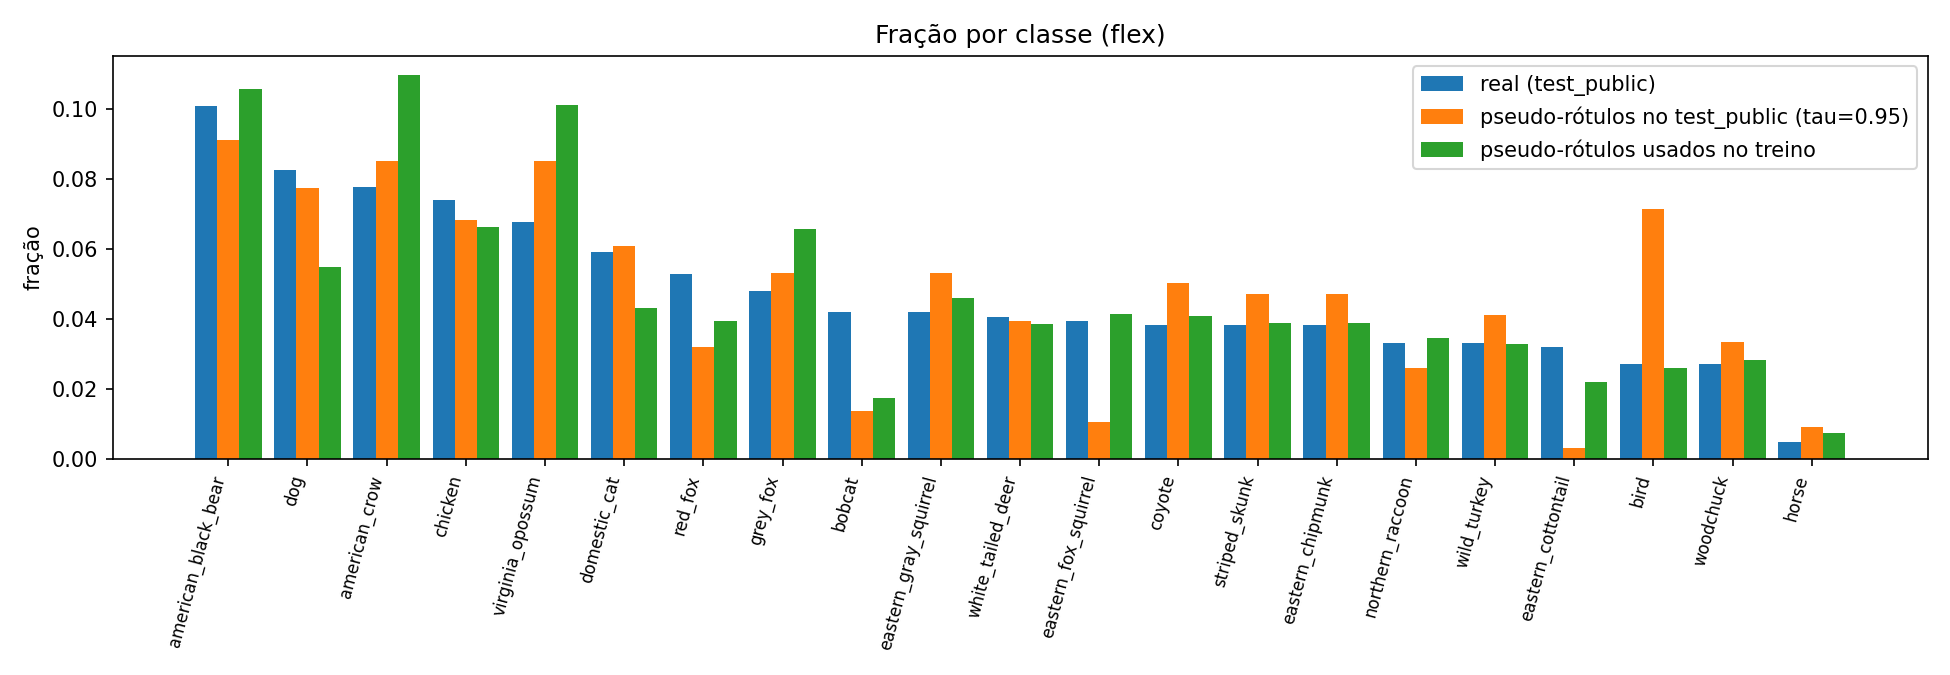 Fração por classe (flex)
real (test_public)
pseudo-rótulos no test_public (tau=0.95)
pseudo-rótulos usados no treino
fração
0.10
0.08
0.06
0.04
0.02
0.00
american_black_bear
dog
american_crow
chicken
virginia_opossum
domestic_cat
red_fox
grey_fox
bobcat
eastern_gray_squirrel
white_tailed_deer
eastern_fox_squirrel
coyote
striped_skunk
eastern_chipmunk
northern_raccoon
wild_turkey
eastern_cottontail
bird
woodchuck
horse